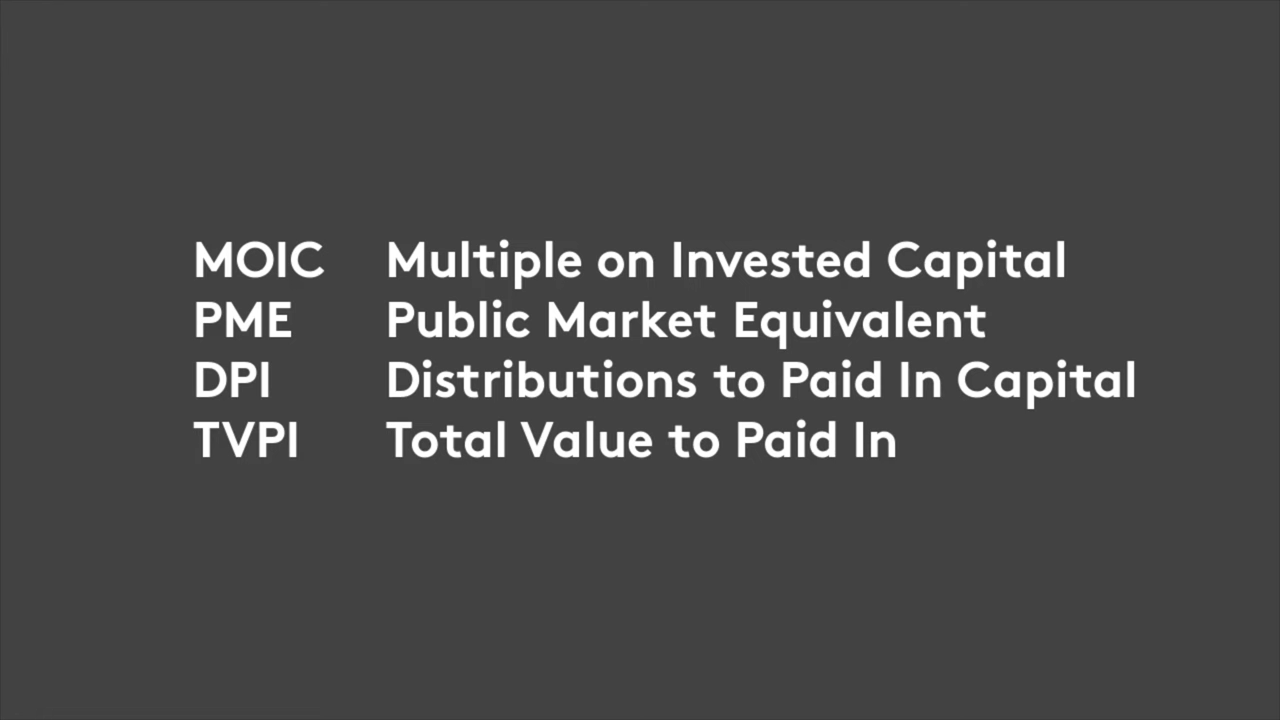 MOIC Multiple on Invested Capital
PME Public Market Equivalent
DPI Distributions to Paid In Capital
TVPI Total Value to Paid In